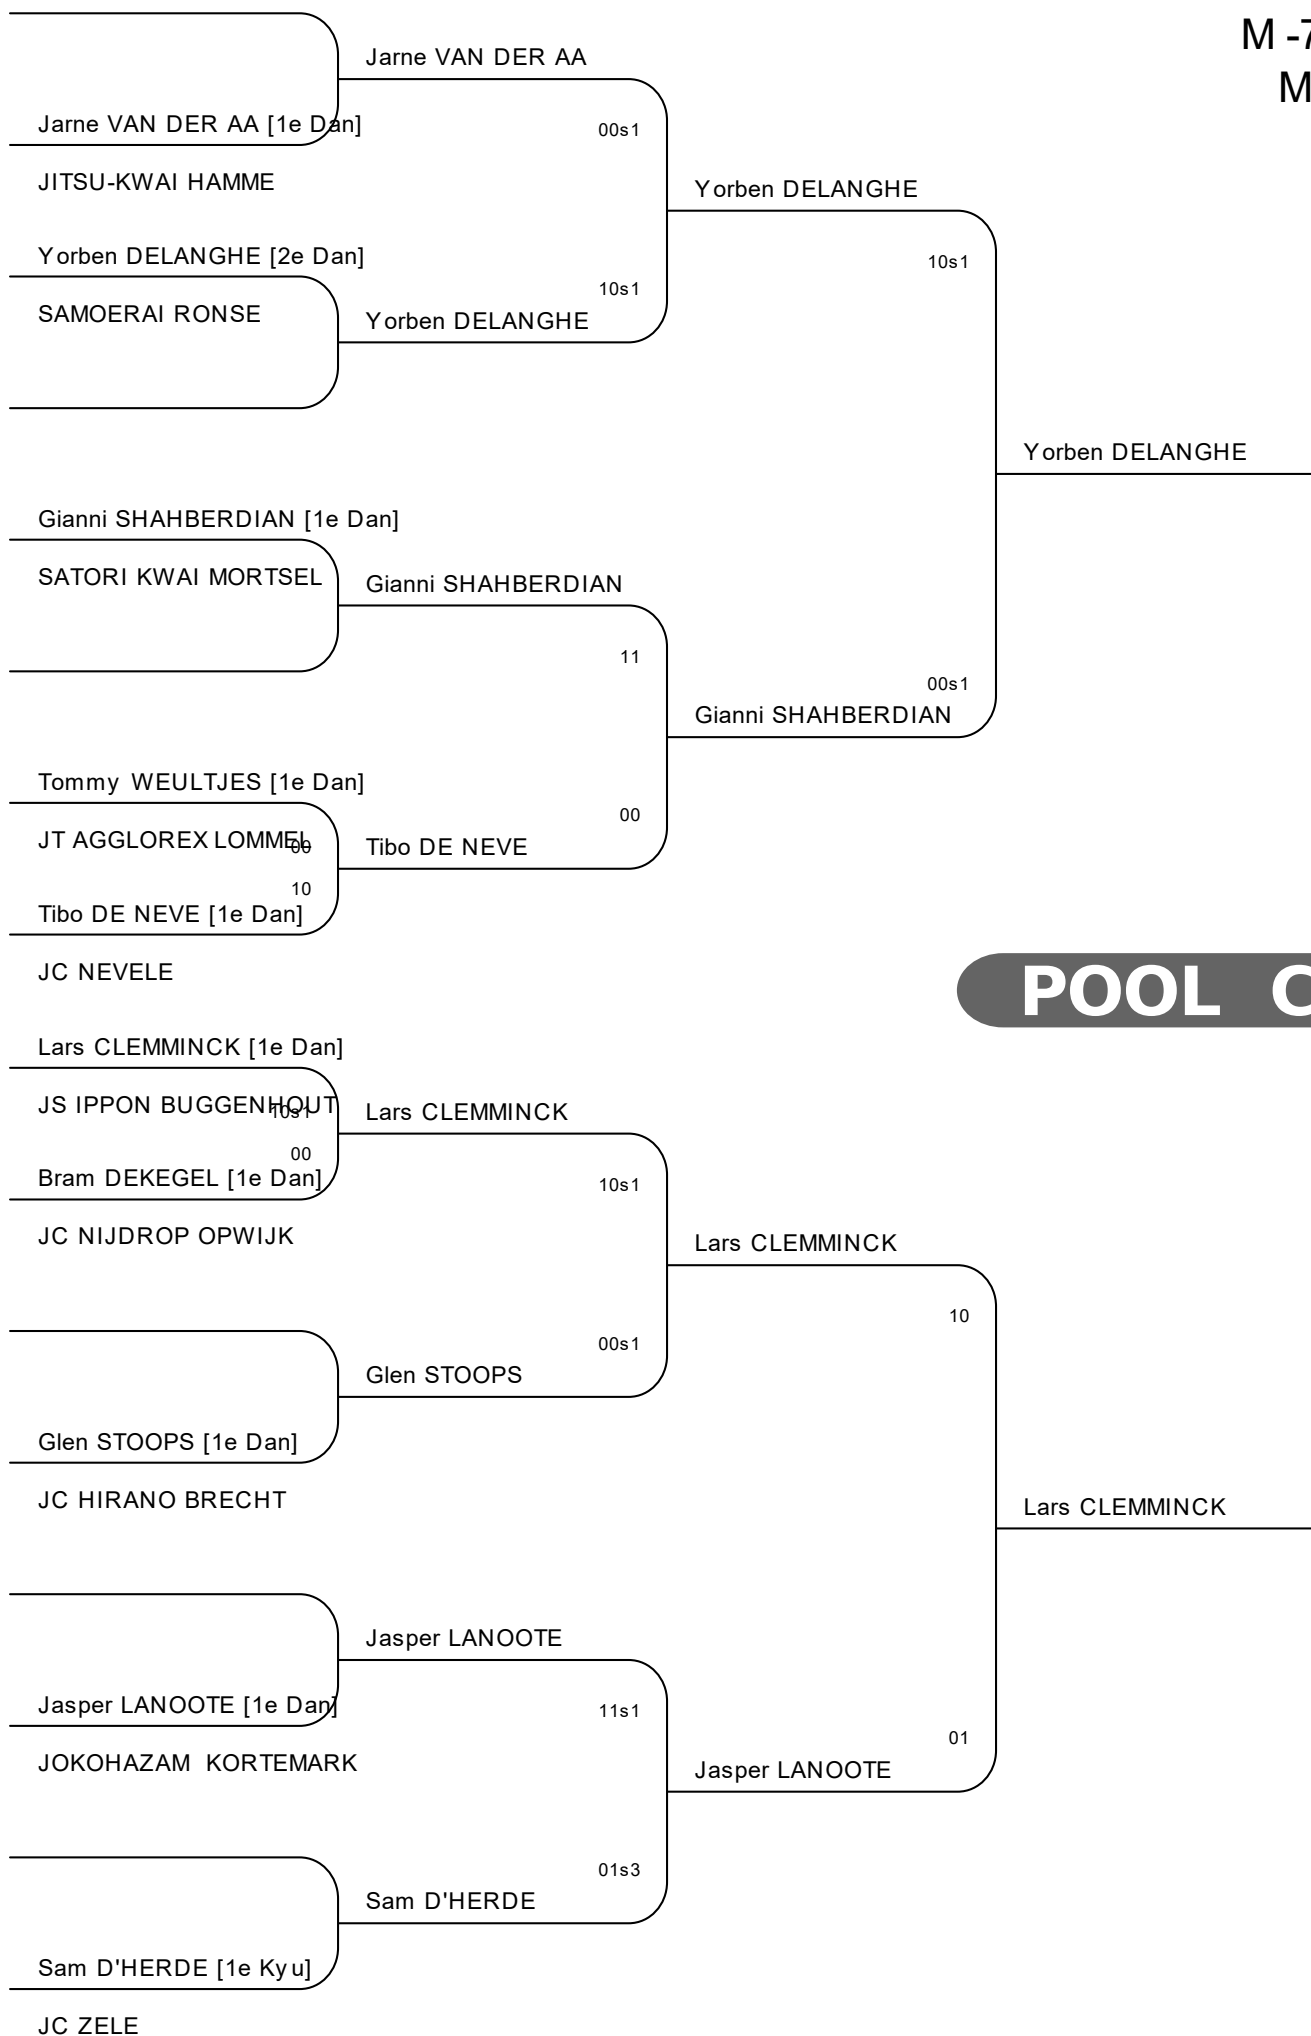 M -7
M
Jarne VAN DER AA
Jarne VAN DER AA [1e Dan]
00s1
JITSU-KWAI HAMME
Yorben DELANGHE
Yorben DELANGHE [2e Dan]
10s1
10s1
SAMOERAI RONSE
Yorben DELANGHE
Yorben DELANGHE
Gianni SHAHBERDIAN [1e Dan]
SATORI KWAI MORTSEL
Gianni SHAHBERDIAN
11
00s1
Gianni SHAHBERDIAN
Tommy WEULTJES [1e Dan]
00
JT AGGLOREX LOMMEL
00
Tibo DE NEVE
10
Tibo DE NEVE [1e Dan]
JC NEVELE
POOL C
Lars CLEMMINCK [1e Dan]
JS IPPON BUGGENHOUT
10s1
Lars CLEMMINCK
00
Bram DEKEGEL [1e Dan]
10s1
JC NIJDROP OPWIJK
Lars CLEMMINCK
10
00s1
Glen STOOPS
Glen STOOPS [1e Dan]
JC HIRANO BRECHT
Lars CLEMMINCK
Jasper LANOOTE
Jasper LANOOTE [1e Dan]
11s1
01
JOKOHAZAM KORTEMARK
Jasper LANOOTE
01s3
Sam D'HERDE
Sam D'HERDE [1e Kyu]
JC ZELE